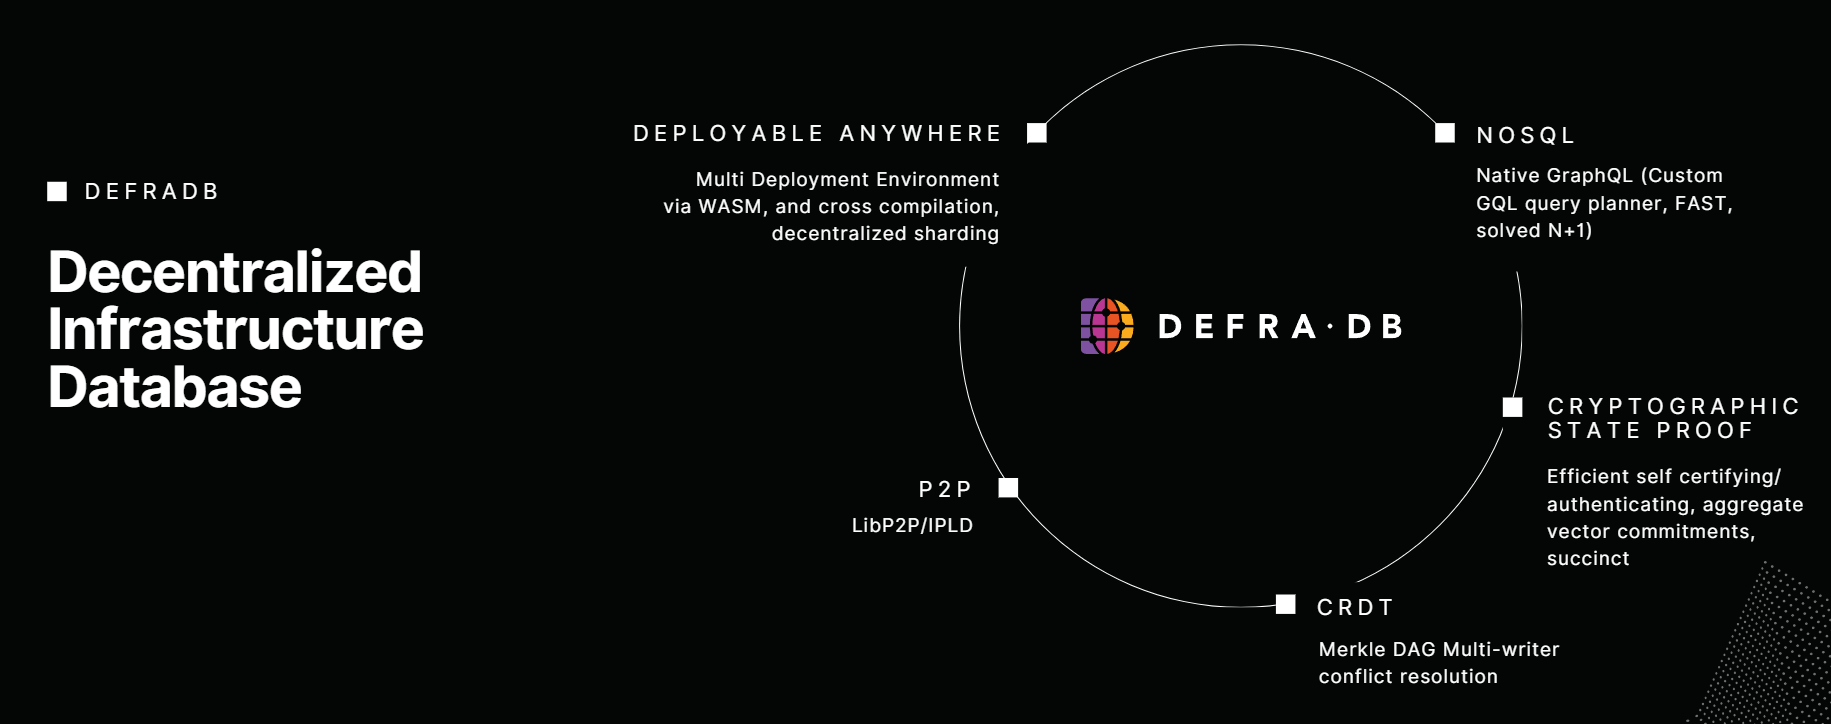 DEFRADB
Decentralized
Infrastructure
Database
DEPLOYABLE ANYWHERE
Multi Deployment Environment
via WASM, and cross compilation,
decentralized sharding
NOSQL
Native GraphQL (Custom
GQL query planner, FAST,
solved N+1)
DEFRA·DB
CRYPTOGRAPHIC
STATE PROOF
Efficient self certifying/
authenticating, aggregate
vector commitments,
succinct
P2P
LibP2P/IPLD
CRDT
Merkle DAG Multi-writer
conflict resolution